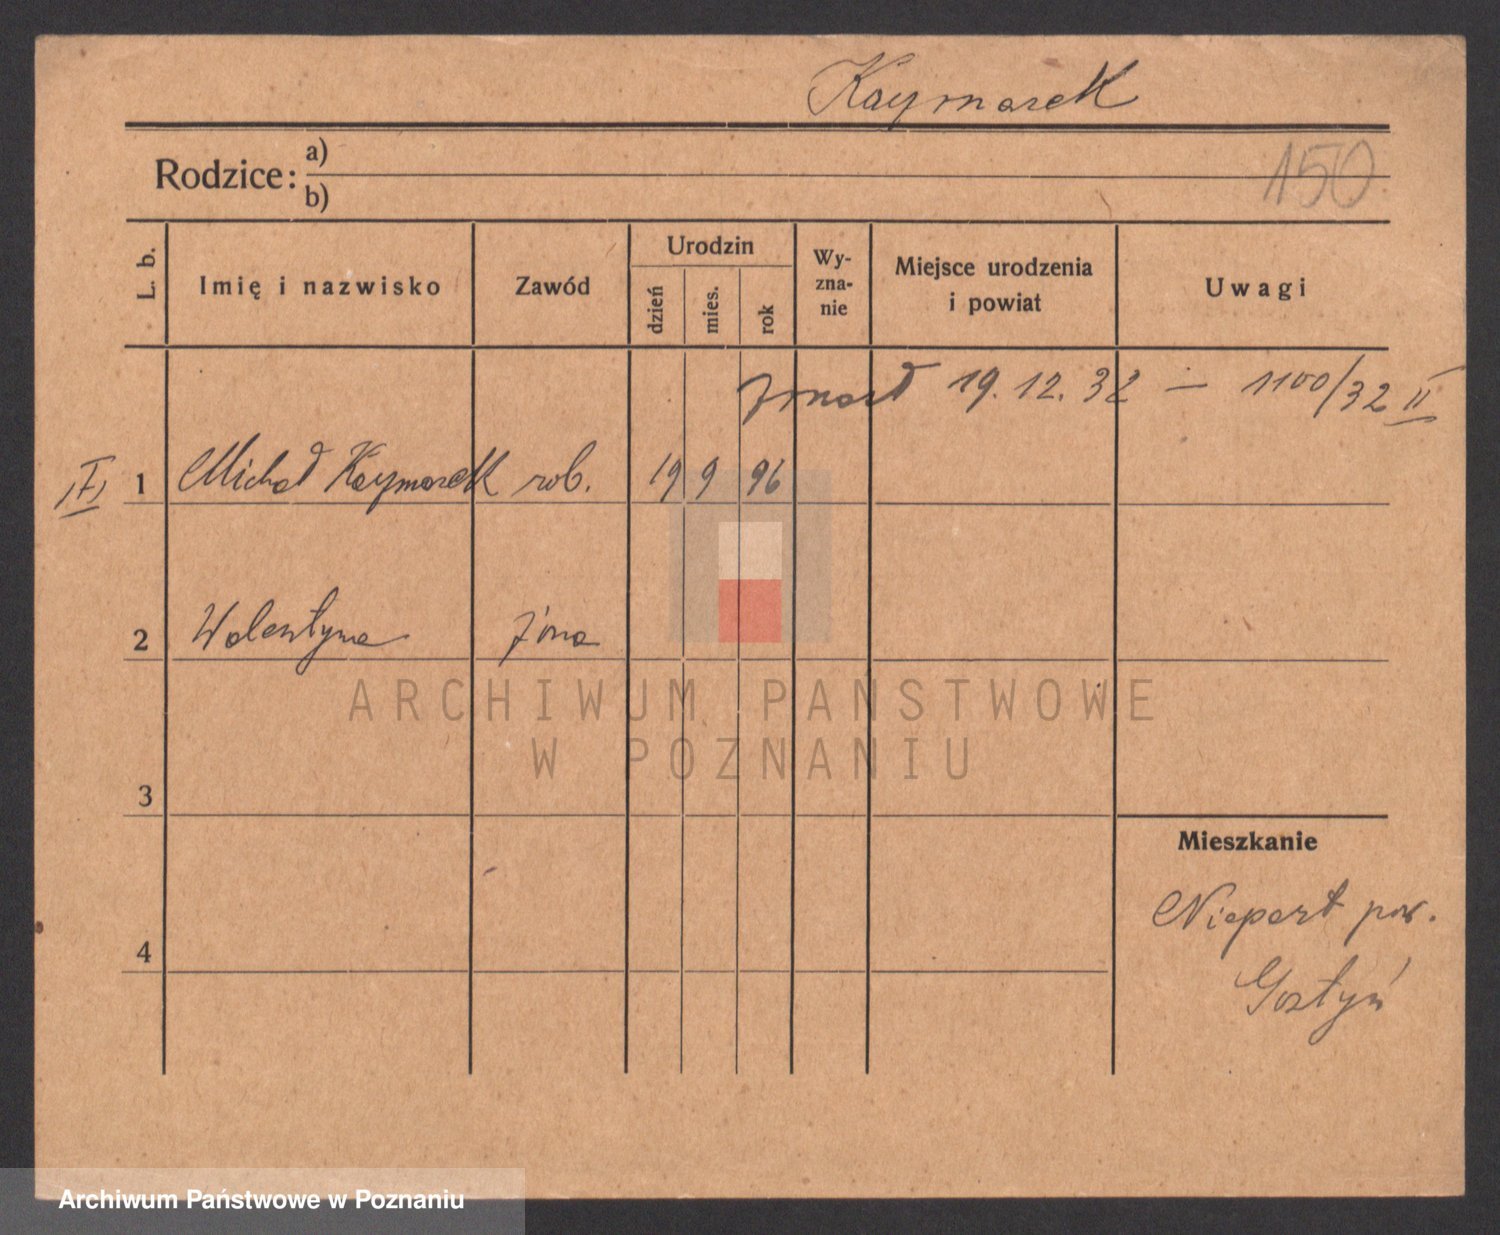 Kaymarek
Rodzice: a)
b)
150
L. b.
Imię i nazwisko
Zawód
Urodzin
dzień
mies.
rok
Wy-
zna-
nie
Miejsce urodzenia
i powiat
Uwagi
zmarł 19.12.32 — 1100/32 II
1 Michał Kaymarek rob. 19 9 96
2 Walentyna żona
3
4
Mieszkanie
Niepart pow.
Gostyń
ARCHIWUM PAŃSTWOWE
W POZNANIU
Archiwum Państwowe w Poznaniu